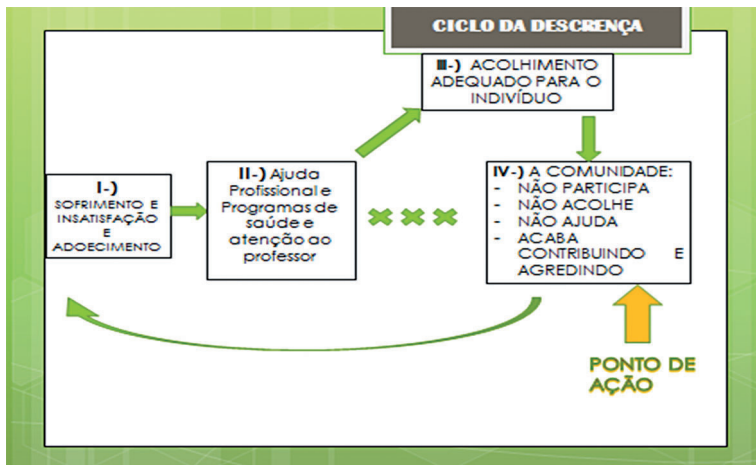 CICLO DA DESCRENÇA
III-) ACOLHIMENTO
ADEQUADO PARA O
INDIVÍDUO
I-)
SOFRIMENTO E
INSATISFAÇÃO
E
ADOECIMENTO
II-) Ajuda
Profissional e
Programas de
saúde e
atenção ao
professor
IV-) A COMUNIDADE:
- NÃO PARTICIPA
- NÃO ACOLHE
- NÃO AJUDA
- ACABA
CONTRIBUINDO E
AGREDINDO
PONTO DE
AÇÃO